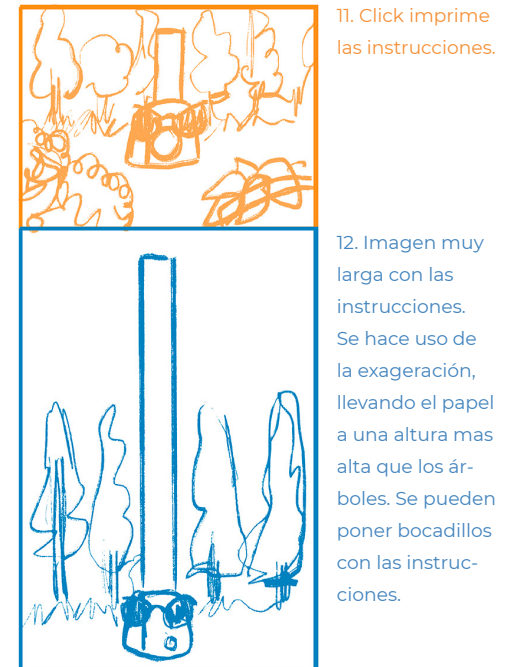 11. Click imprime
las instrucciones.
12. Imagen muy
larga con las
instrucciones.
Se hace uso de
la exageración,
llevando el papel
a una altura mas
alta que los ár-
boles. Se pueden
poner bocadillos
con las instruc-
ciones.